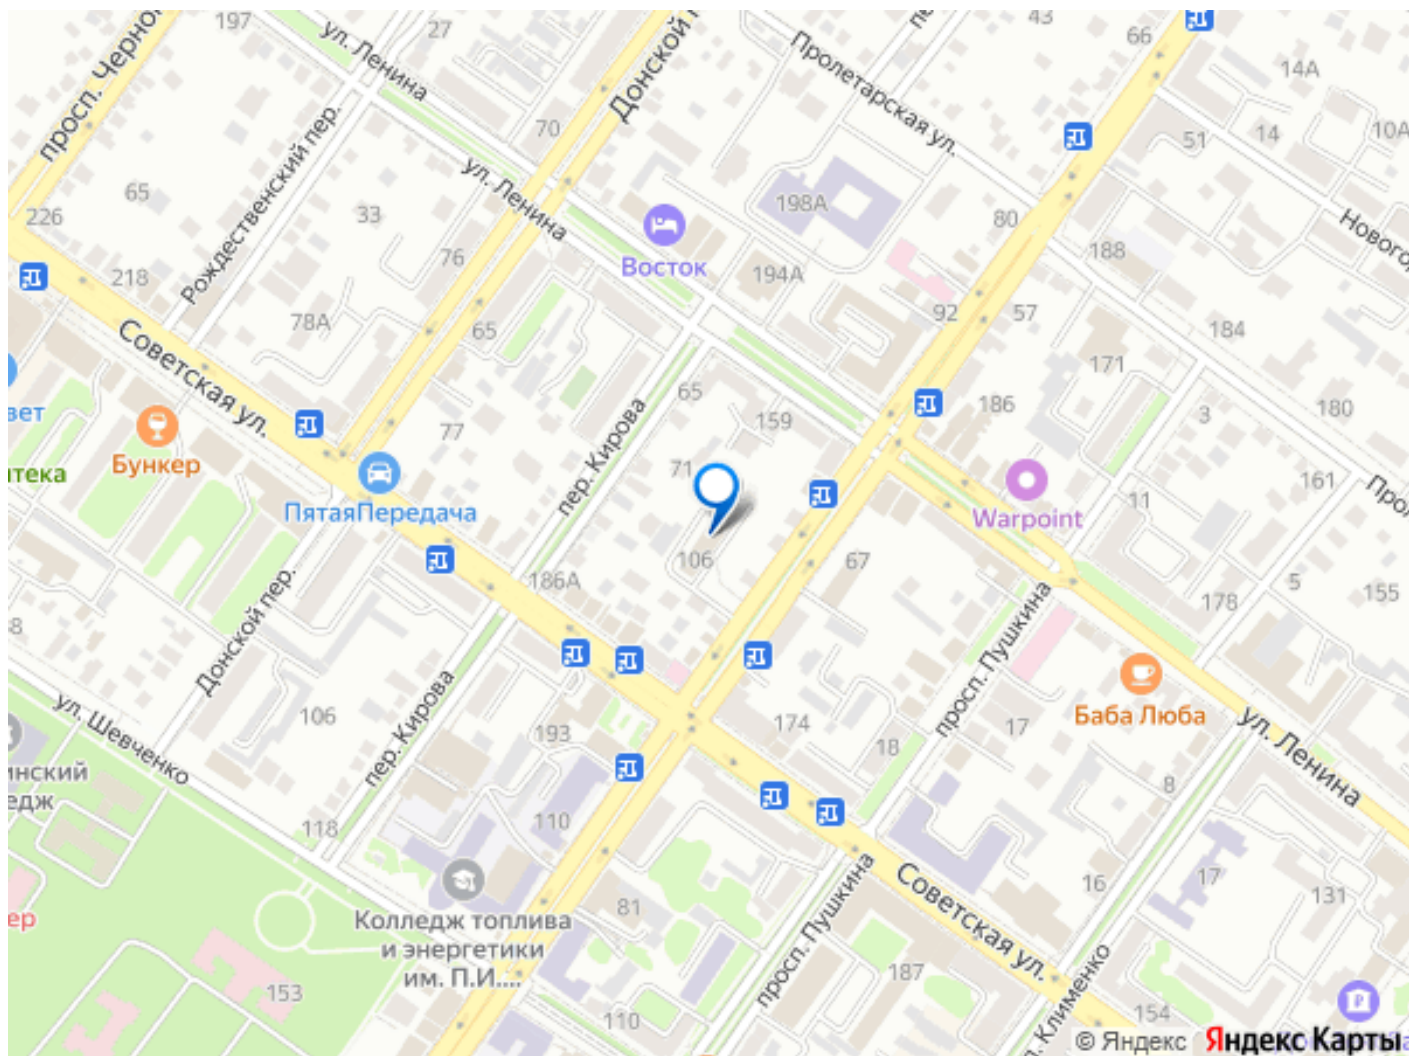 197
27
43
66
ул. Ленина
Донской п
пе
просп. Черно
Пролетарская ул.
14А
70
51
14
10А
Рождественский пер.
65
ул. Ленина
198А
226
33
80
188
Новогор
76
Восток
194А
218
92
57
184
78А
65
Советская ул.
171
65
186
3
180
вет
пер. Кирова
159
77
Бункер
тека
71
161
Прол
ПятаяПередача
11
Warpoint
106
67
186А
5
155
178
Донской пер.
просп. Пушкина
8
ул. Шевченко
106
пер. Кирова
Баба Люба
174
17
ул. Ленина
193
18
инский
едж
8
118
110
просп. Пушкина
Советская ул.
16
17
131
ер
81
Колледж топлива
и энергетики
им. П.И....
187
153
110
154
л. Клименко
© Яндекс
Яндекс Карты